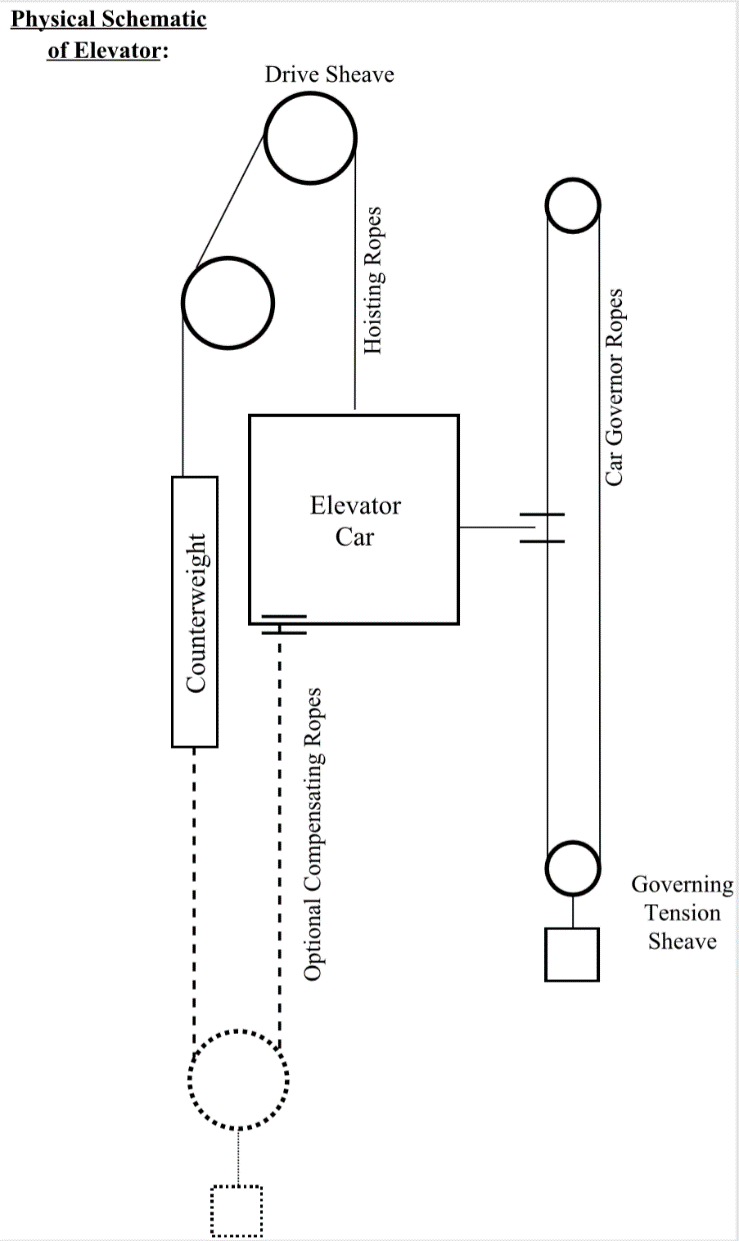 Physical Schematic
of Elevator:
Drive Sheave
Hoisting Ropes
Car Governor Ropes
Elevator
Car
Counterweight
Optional Compensating Ropes
Governing
Tension
Sheave